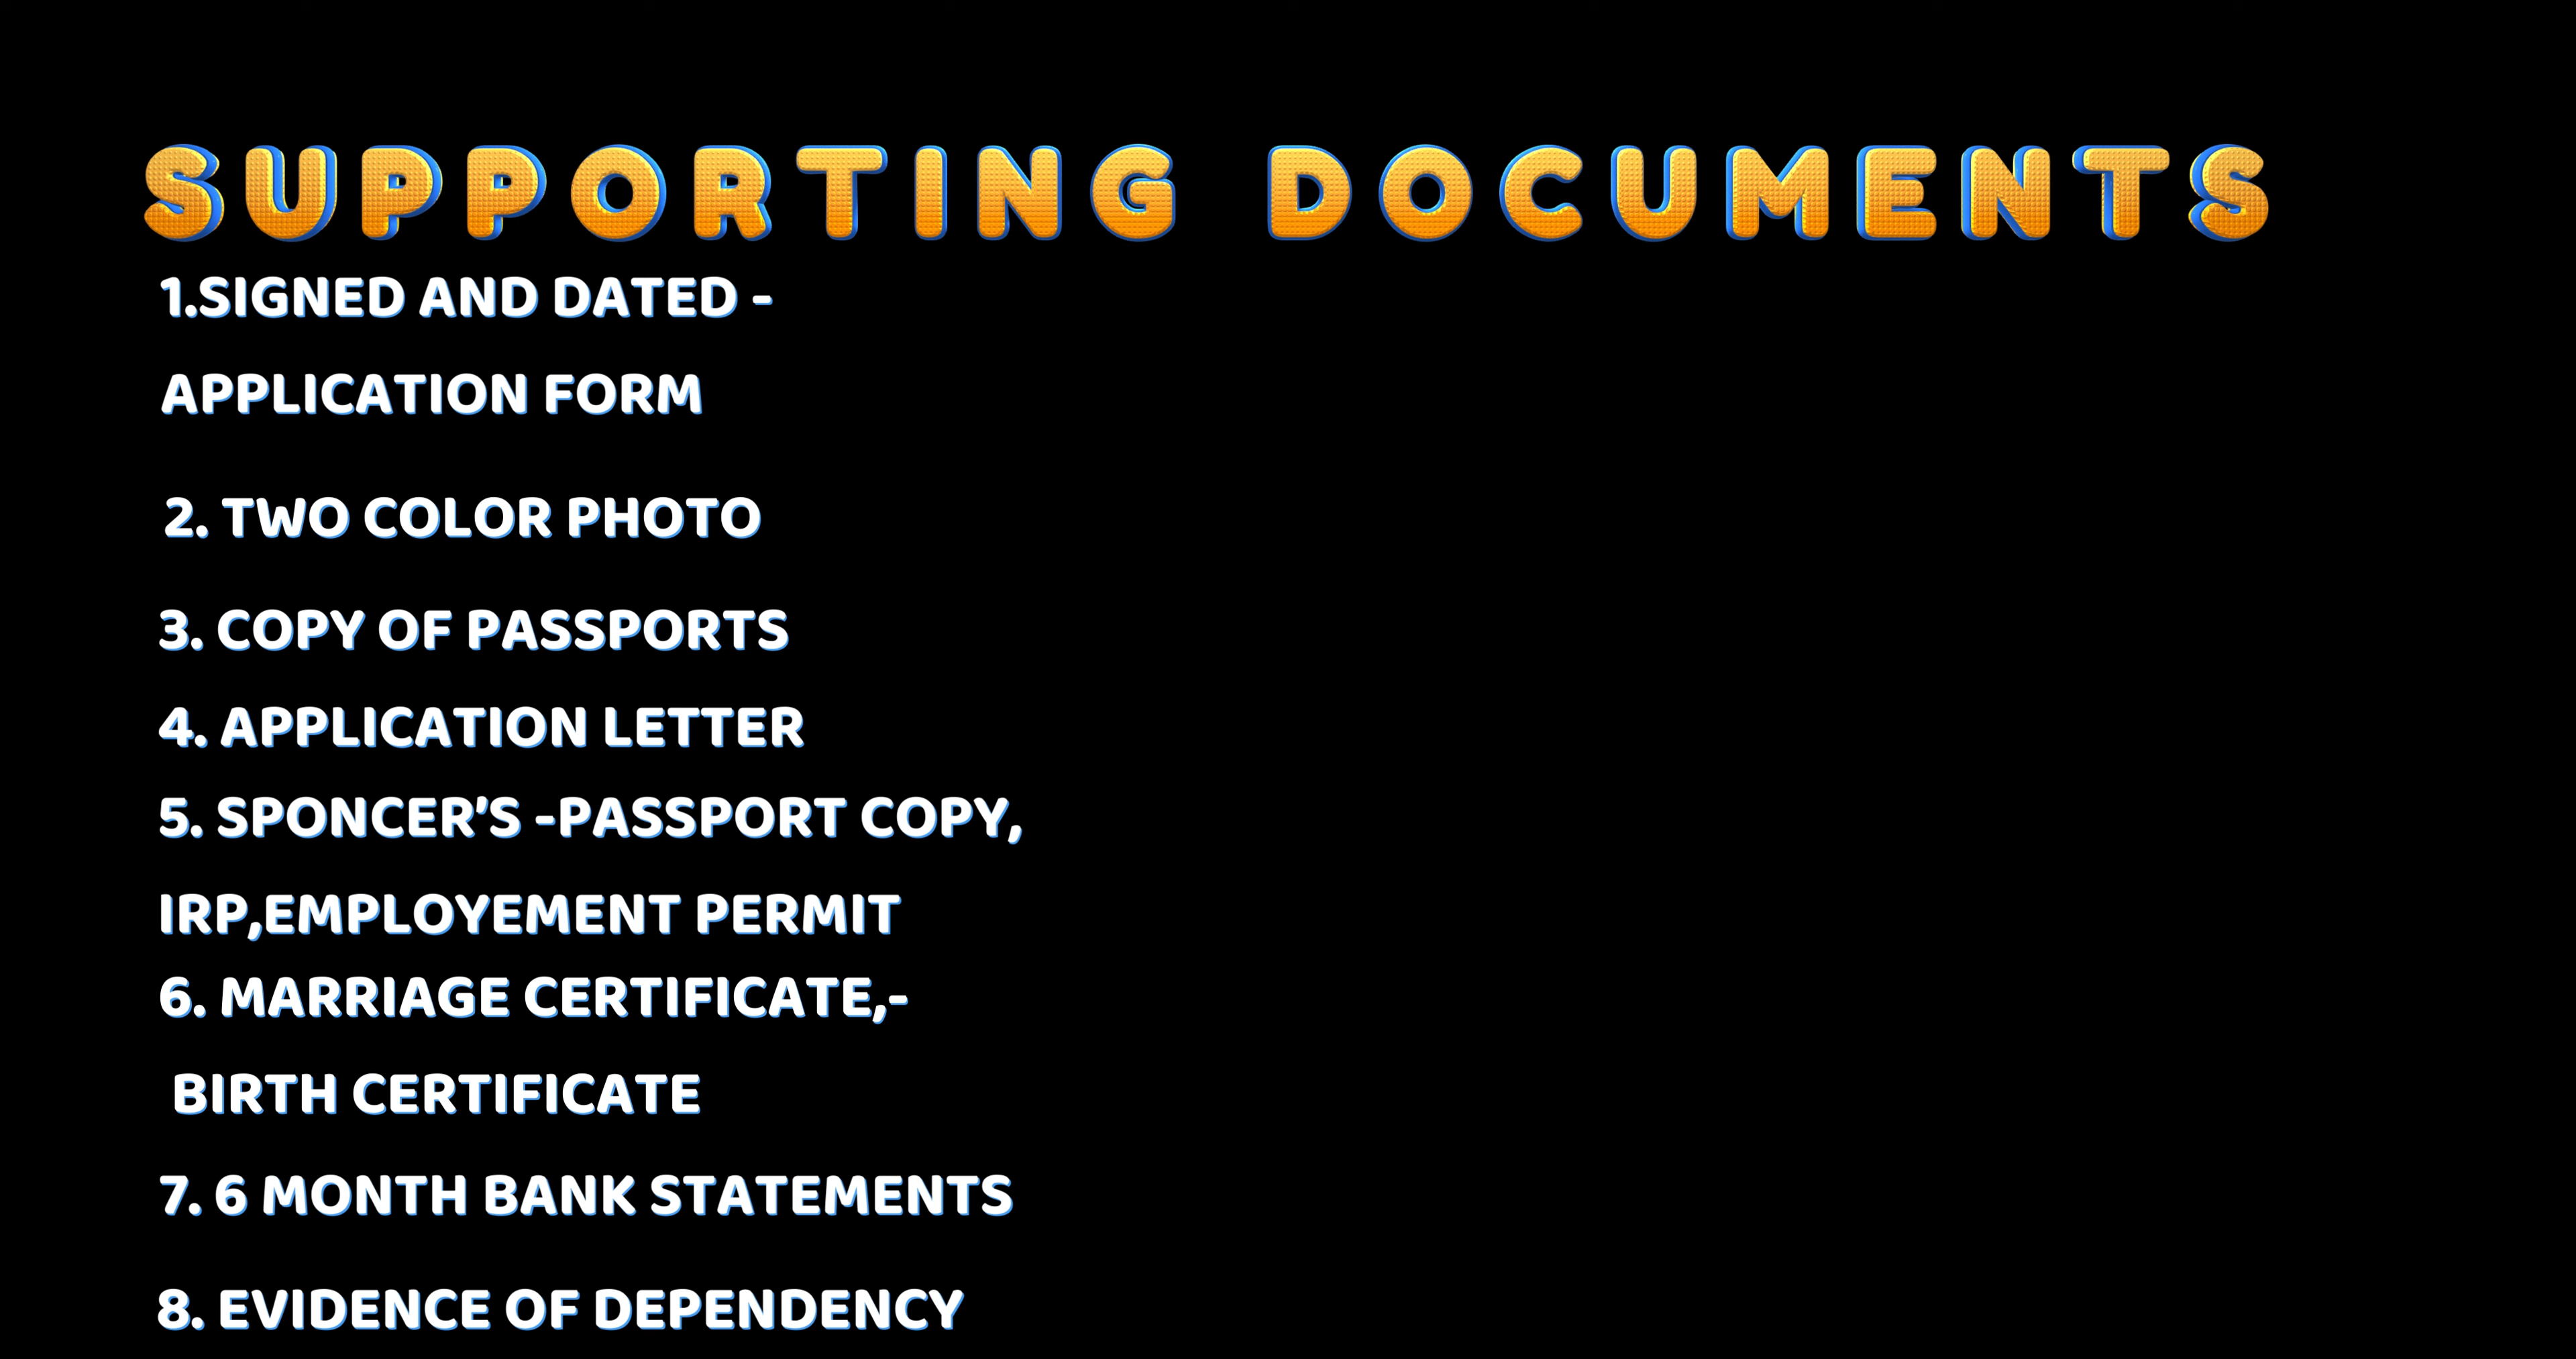 SUPPORTING DOCUMENTS
1.SIGNED AND DATED -
APPLICATION FORM
2. TWO COLOR PHOTO
3. COPY OF PASSPORTS
4. APPLICATION LETTER
5. SPONCER'S -PASSPORT COPY,
IRP,EMPLOYEMENT PERMIT
6. MARRIAGE CERTIFICATE,-
BIRTH CERTIFICATE
7. 6 MONTH BANK STATEMENTS
8. EVIDENCE OF DEPENDENCY